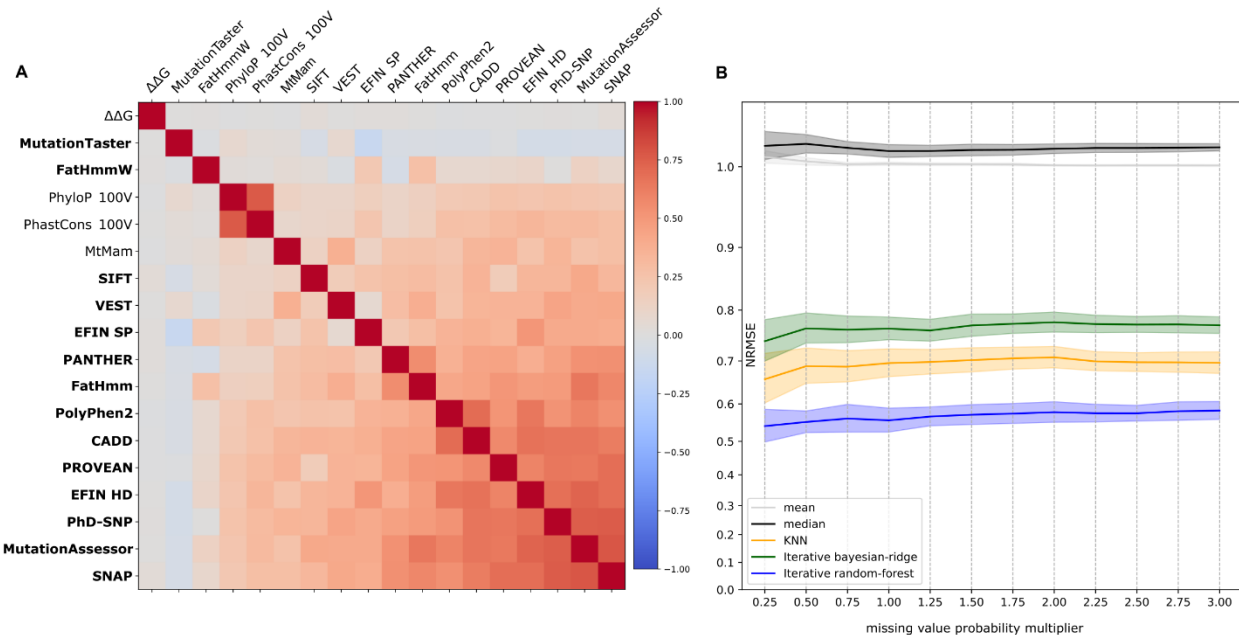 A
ΔΔG
MutationTaster
FatHmmW
PhyloP 100V
PhastCons 100V
MtMam
SIFT
VEST
EFIN SP
PANTHER
FatHmm
PolyPhen2
CADD
PROVEAN
EFIN HD
PhD-SNP
MutationAssessor
SNAP
ΔΔG
MutationTaster
FatHmmW
PhyloP 100V
PhastCons 100V
MtMam
SIFT
VEST
EFIN SP
PANTHER
FatHmm
PolyPhen2
CADD
PROVEAN
EFIN HD
PhD-SNP
MutationAssessor
SNAP
1.00
0.75
0.50
0.25
0.00
−0.25
−0.50
−0.75
−1.00
B
NRMSE
1.0
0.9
0.8
0.7
0.6
0.5
0.4
0.3
0.2
0.1
0.0
mean
median
KNN
Iterative bayesian-ridge
Iterative random-forest
0.25 0.50 0.75 1.00 1.25 1.50 1.75 2.00 2.25 2.50 2.75 3.00
missing value probability multiplier